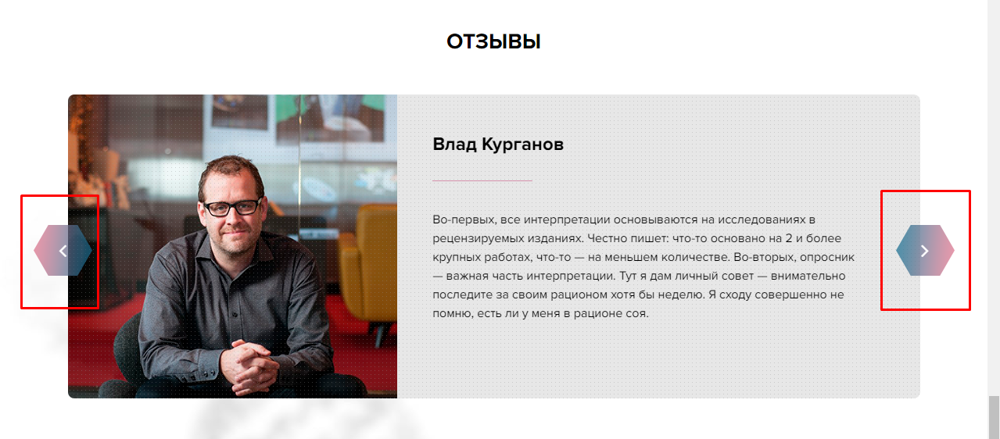 ОТЗЫВЫ
Влад Курганов
Во-первых, все интерпретации основываются на исследованиях в
рецензируемых изданиях. Честно пишет: что-то основано на 2 и более
крупных работах, что-то — на меньшем количестве. Во-вторых, опросник
— важная часть интерпретации. Тут я дам личный совет — внимательно
последите за своим рационом хотя бы неделю. Я сходу совершенно не
помню, есть ли у меня в рационе соя.